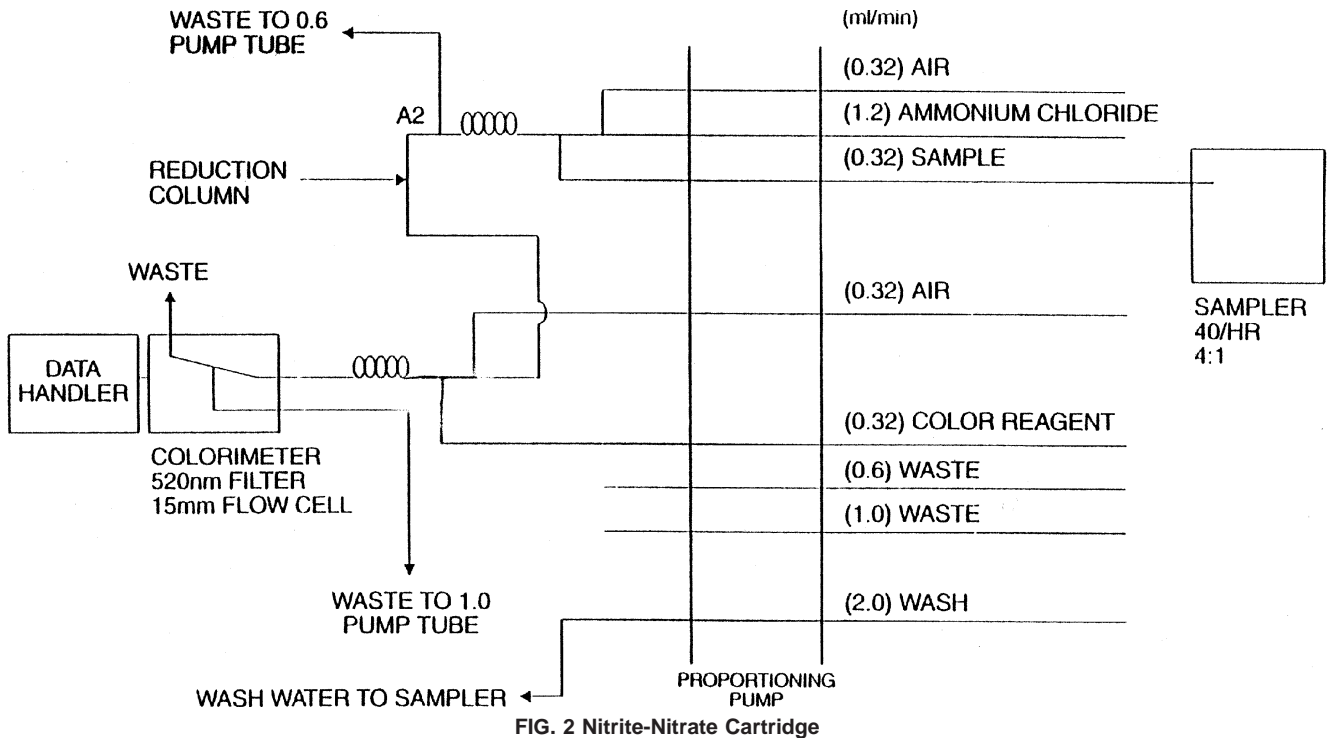 WASTE TO 0.6
PUMP TUBE
(ml/min)
(0.32) AIR
(1.2) AMMONIUM CHLORIDE
(0.32) SAMPLE
A2
REDUCTION
COLUMN
WASTE
(0.32) AIR
SAMPLER
40/HR
4:1
DATA
HANDLER
COLORIMETER
520nm FILTER
15mm FLOW CELL
(0.32) COLOR REAGENT
(0.6) WASTE
(1.0) WASTE
WASTE TO 1.0
PUMP TUBE
(2.0) WASH
WASH WATER TO SAMPLER
PROPORTIONING
PUMP
FIG. 2 Nitrite-Nitrate Cartridge